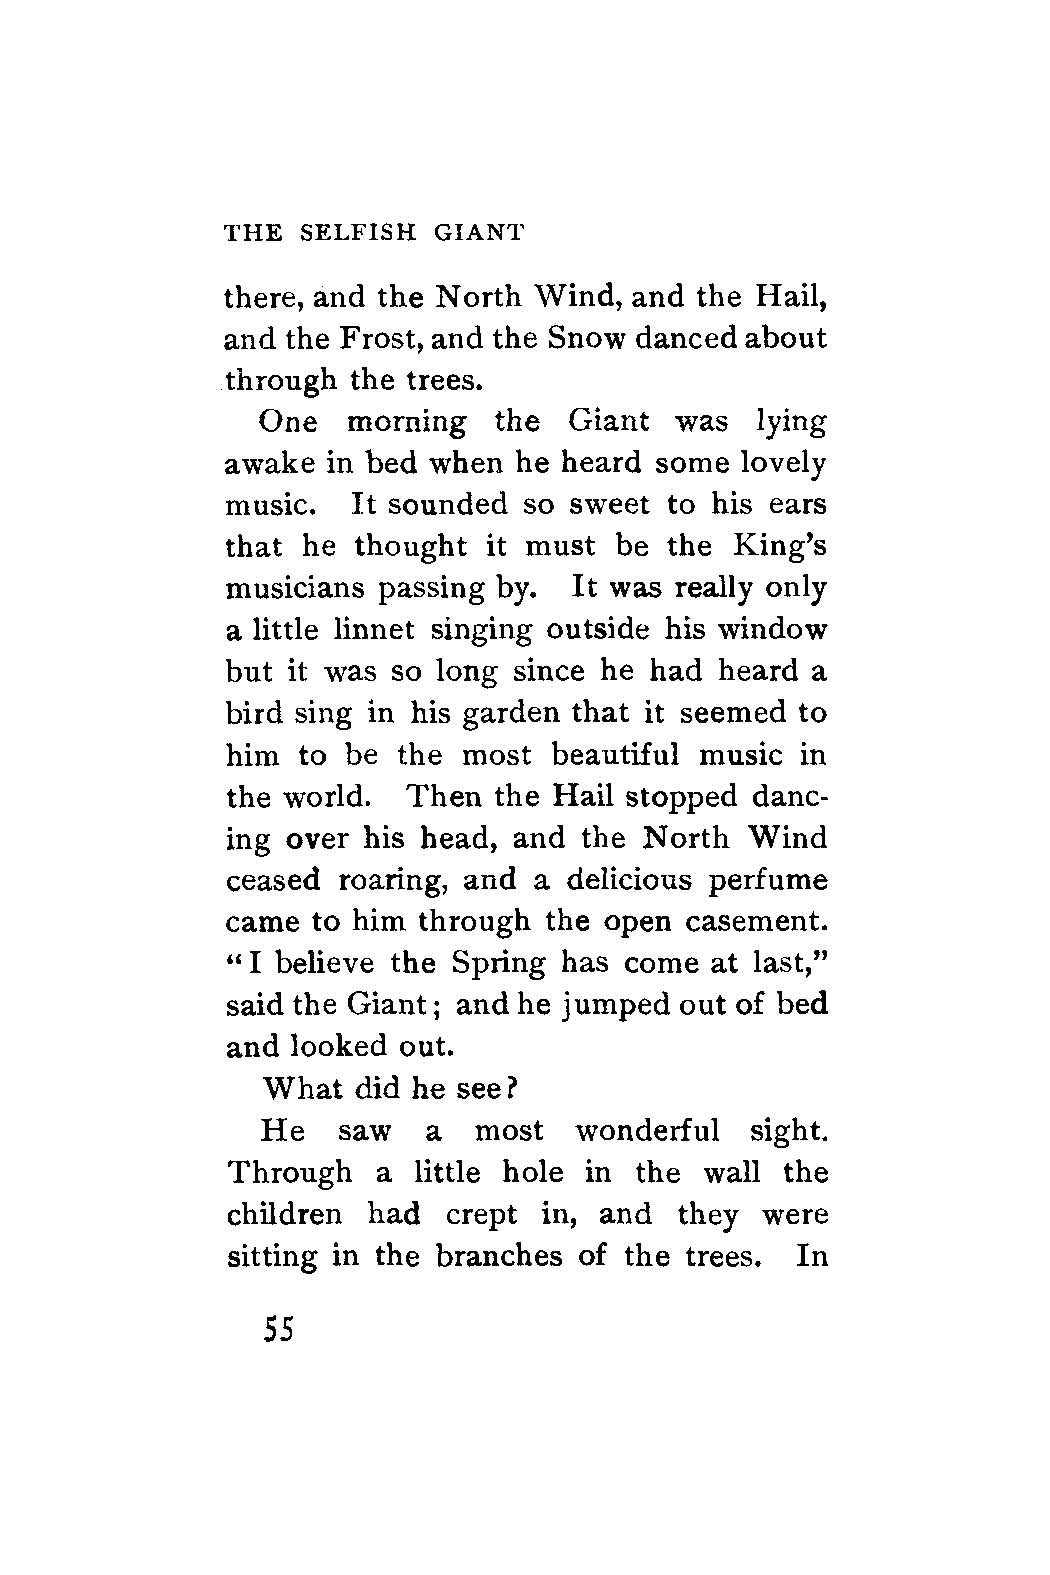 THE SELFISH GIANT
there, and the North Wind, and the Hail,
and the Frost, and the Snow danced about
through the trees.
One morning the Giant was lying
awake in bed when he heard some lovely
music. It sounded so sweet to his ears
that he thought it must be the King's
musicians passing by. It was really only
a little linnet singing outside his window
but it was so long since he had heard a
bird sing in his garden that it seemed to
him to be the most beautiful music in
the world. Then the Hail stopped danc-
ing over his head, and the North Wind
ceased roaring, and a delicious perfume
came to him through the open casement.
“I believe the Spring has come at last,”
said the Giant; and he jumped out of bed
and looked out.
What did he see?
He saw a most wonderful sight.
Through a little hole in the wall the
children had crept in, and they were
sitting in the branches of the trees. In
55